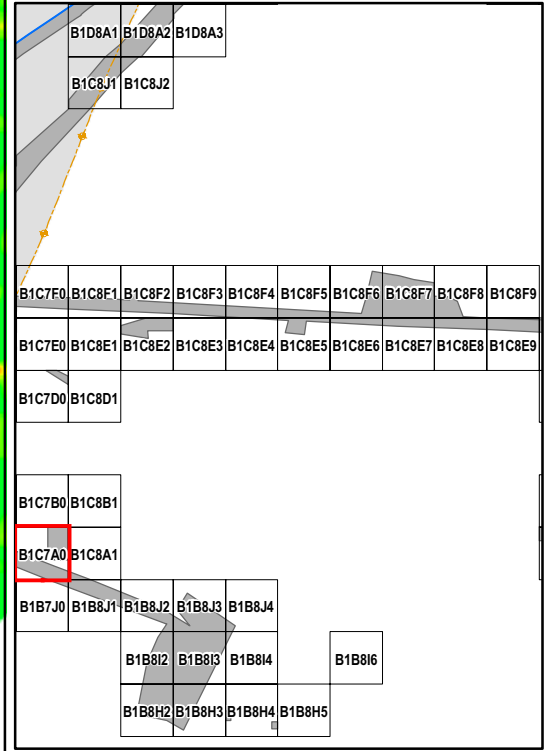 B1D8A1 B1D8A2 B1D8A3
B1C8J1 B1C8J2
B1C7F0 B1C8F1 B1C8F2 B1C8F3 B1C8F4 B1C8F5 B1C8F6 B1C8F7 B1C8F8 B1C8F9
B1C7E0 B1C8E1 B1C8E2 B1C8E3 B1C8E4 B1C8E5 B1C8E6 B1C8E7 B1C8E8 B1C8E9
B1C7D0 B1C8D1
B1C7B0 B1C8B1
B1C7A0 B1C8A1
B1B7J0 B1B8J1 B1B8J2 B1B8J3 B1B8J4
B1B8I2 B1B8I3 B1B8I4 B1B8I6
B1B8H2 B1B8H3 B1B8H4 B1B8H5